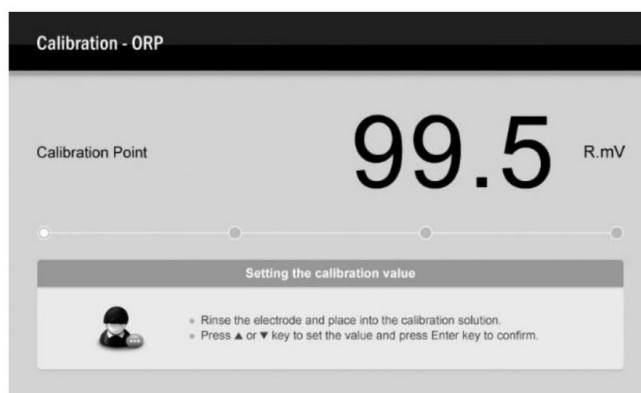 Calibration - ORP
Calibration Point
99.5
R.mV
Setting the calibration value
Rinse the electrode and place into the calibration solution.
Press ▲ or ▼ key to set the value and press Enter key to confirm.